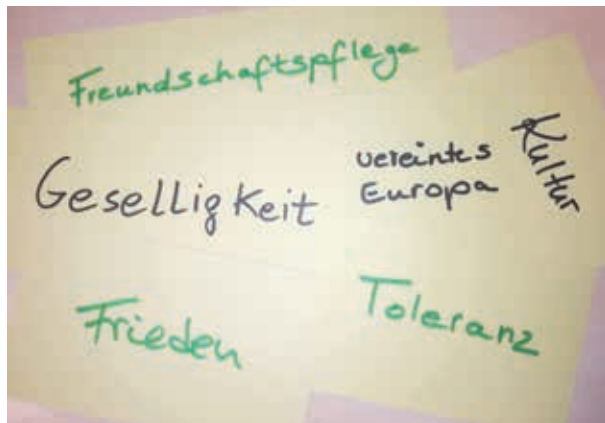 Freundschaftspflege
Geselligkeit
vereintes
Europa
Kultur
Frieden
Toleranz